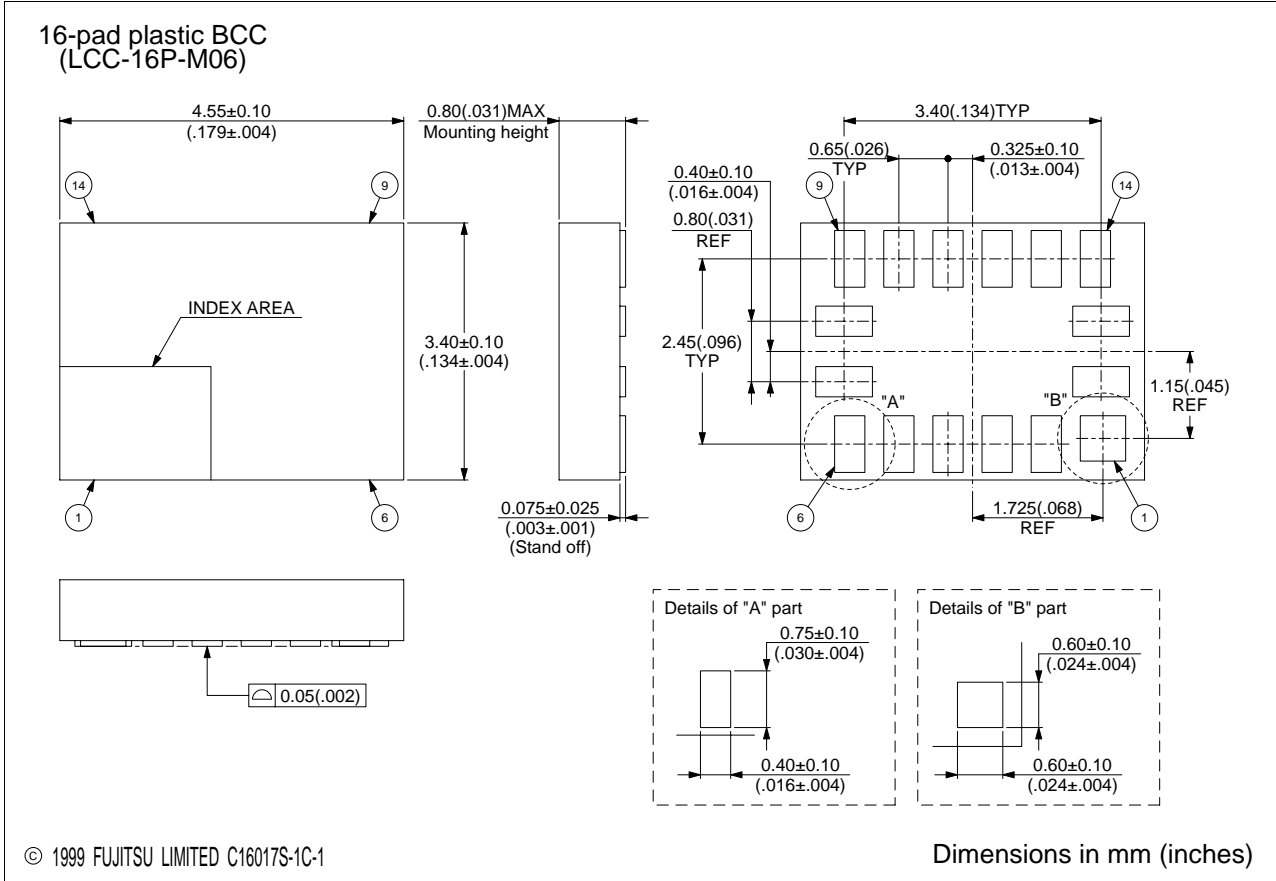 16-pad plastic BCC
(LCC-16P-M06)
4.55±0.10
(.179±.004)
0.80(.031)MAX
Mounting height
3.40(.134)TYP
0.65(.026)
TYP
0.325±0.10
(.013±.004)
0.40±0.10
(.016±.004)
14
9
9
14
0.80(.031)
REF
INDEX AREA
3.40±0.10
(.134±.004)
2.45(.096)
TYP
1.15(.045)
REF
"A"
"B"
1
6
0.075±0.025
(.003±.001)
(Stand off)
6
1.725(.068)
REF
1
0.05(.002)
Details of "A" part
0.75±0.10
(.030±.004)
0.40±0.10
(.016±.004)
Details of "B" part
0.60±0.10
(.024±.004)
0.60±0.10
(.024±.004)
© 1999 FUJITSU LIMITED C16017S-1C-1
Dimensions in mm (inches)